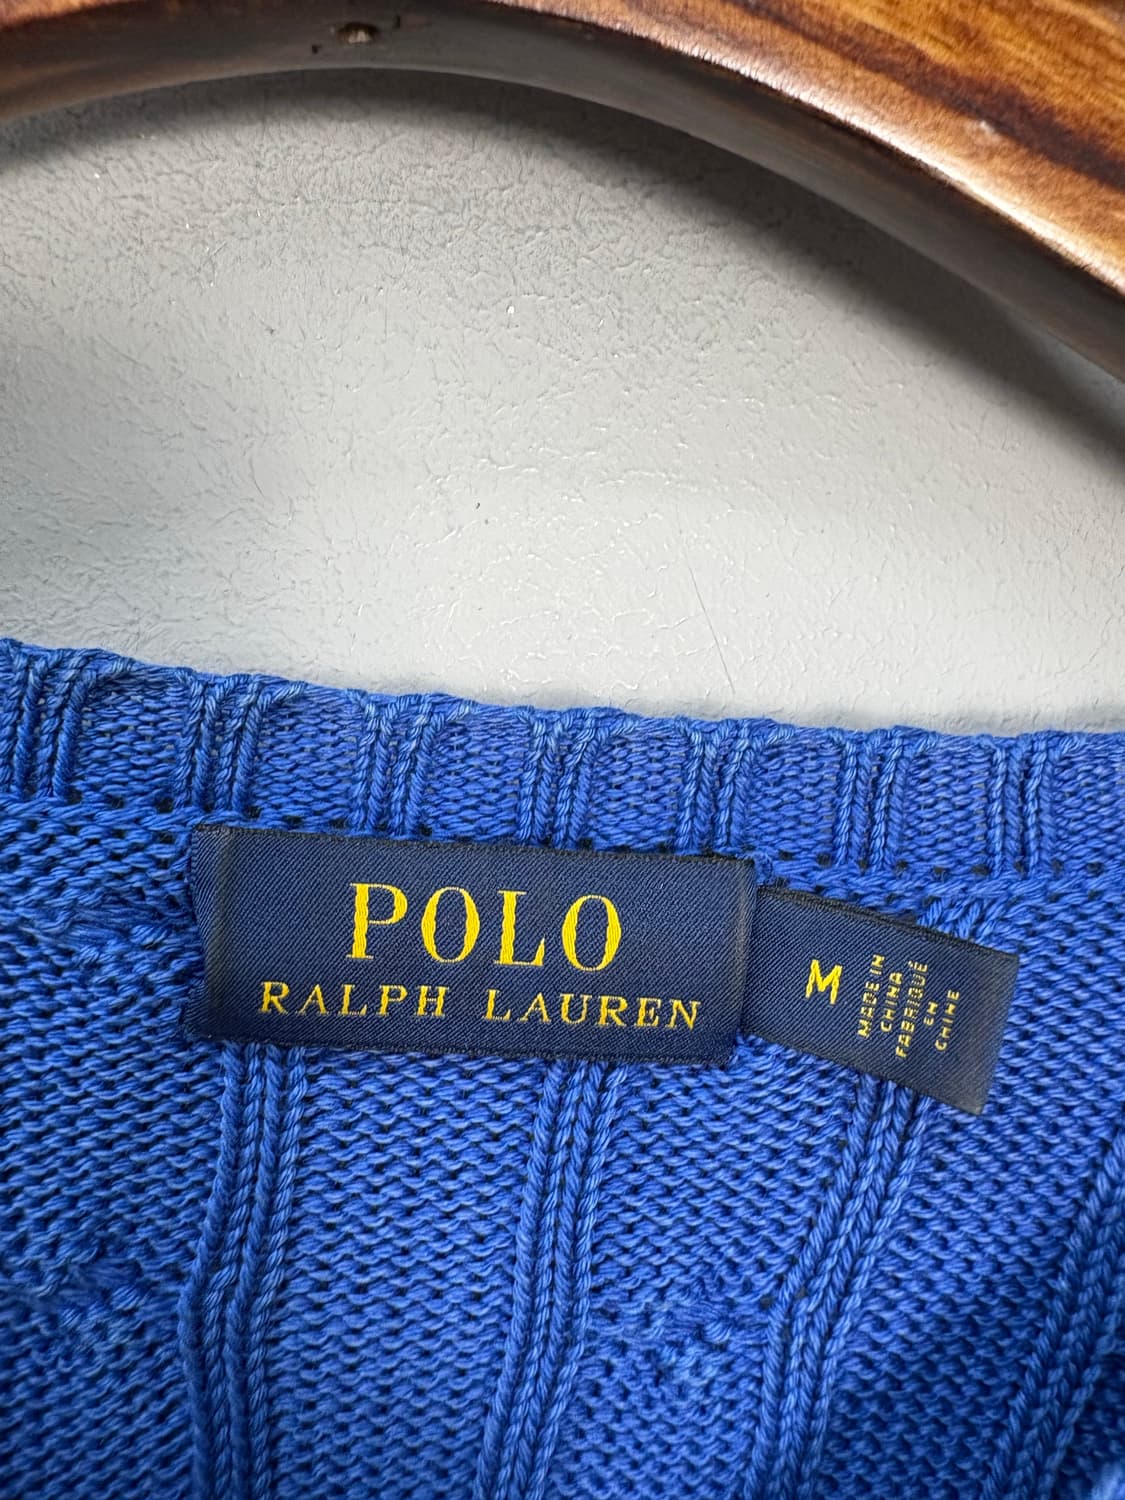 POLO
RALPH LAUREN
M
MADE IN
CHINA
FABRIQUÉ
EN
CHINE